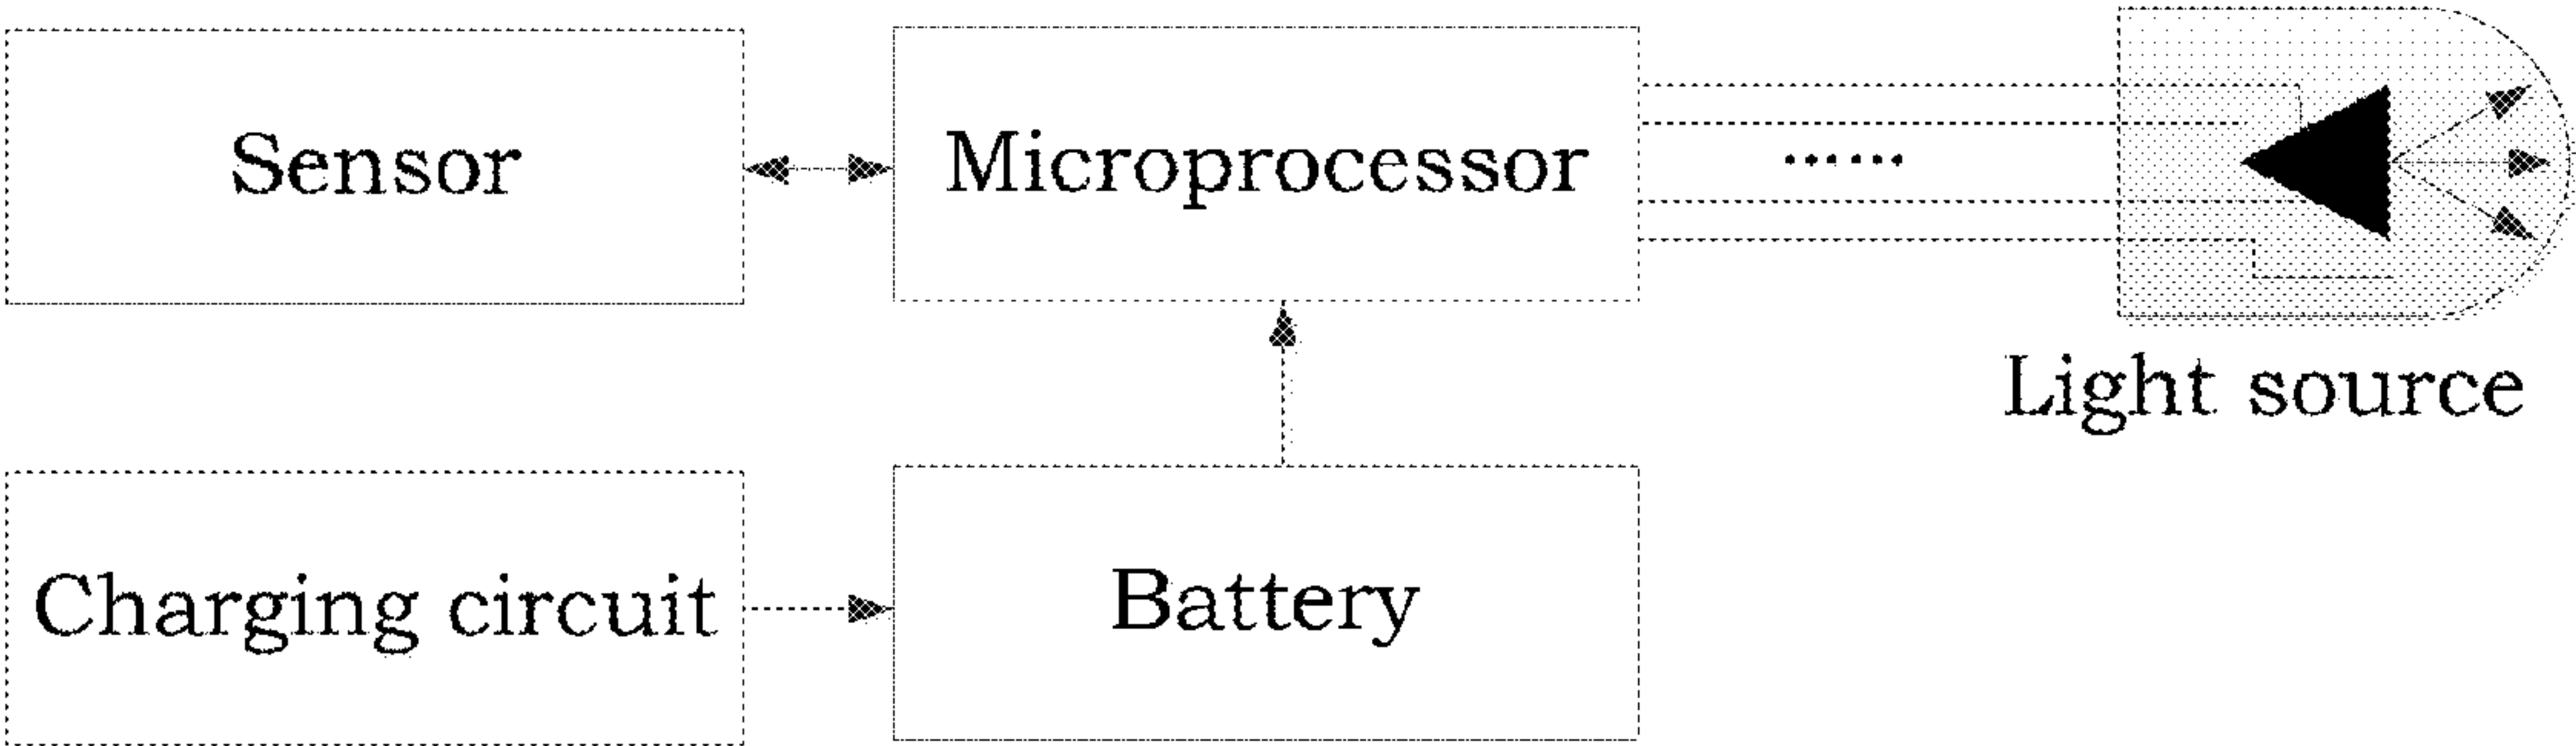 Sensor
Microprocessor
Light source
Charging circuit
Battery